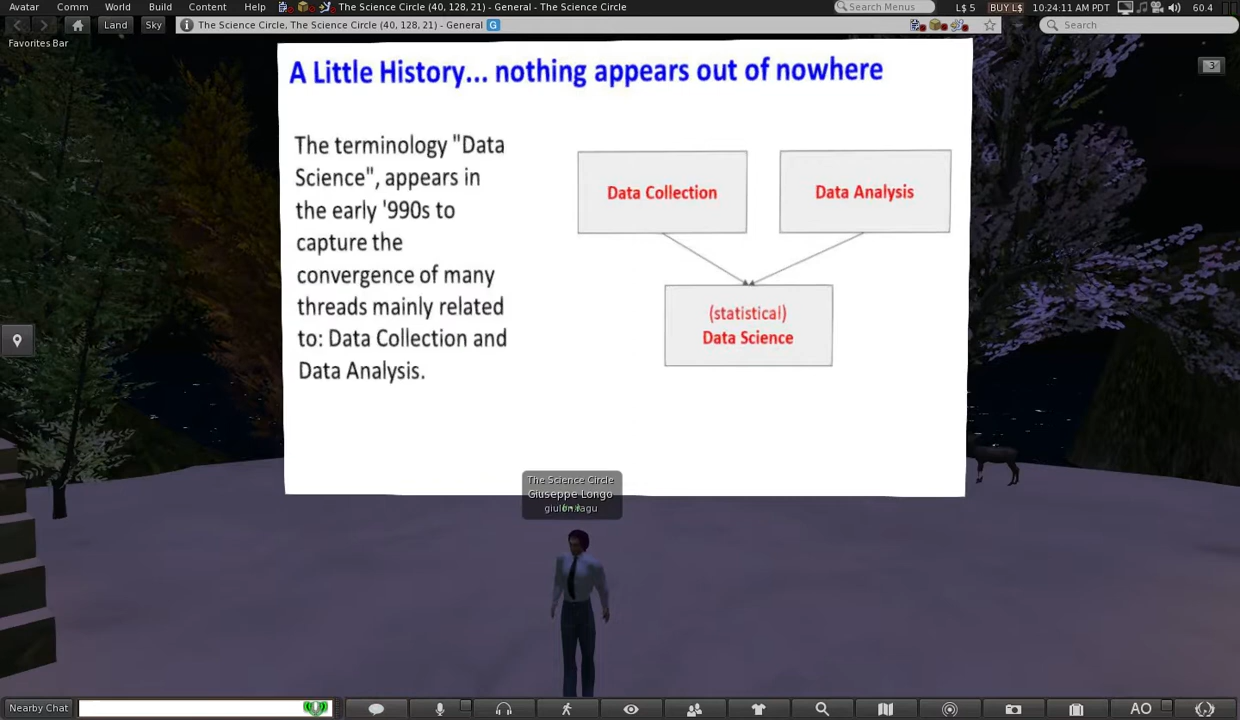 Avatar Comm World Build Content Help The Science Circle (40, 128, 21) - General - The Science Circle Search Menus L$ 5 BUY L$ 10:24:11 AM PDT 60.4
Land Sky The Science Circle, The Science Circle (40, 128, 21) - General G Search
Favorites Bar
3
A Little History... nothing appears out of nowhere
The terminology "Data
Science", appears in
the early '990s to
capture the
convergence of many
threads mainly related
to: Data Collection and
Data Analysis.
Data Collection
Data Analysis
(statistical)
Data Science
The Science Circle
Giuseppe Longo
Nearby Chat AO